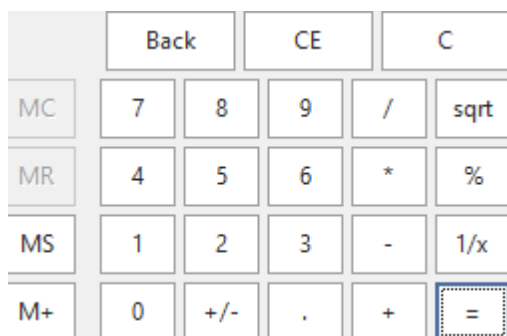 Back CE C
MC 7 8 9 / sqrt
MR 4 5 6 * %
MS 1 2 3 - 1/x
M+ 0 +/- . + =